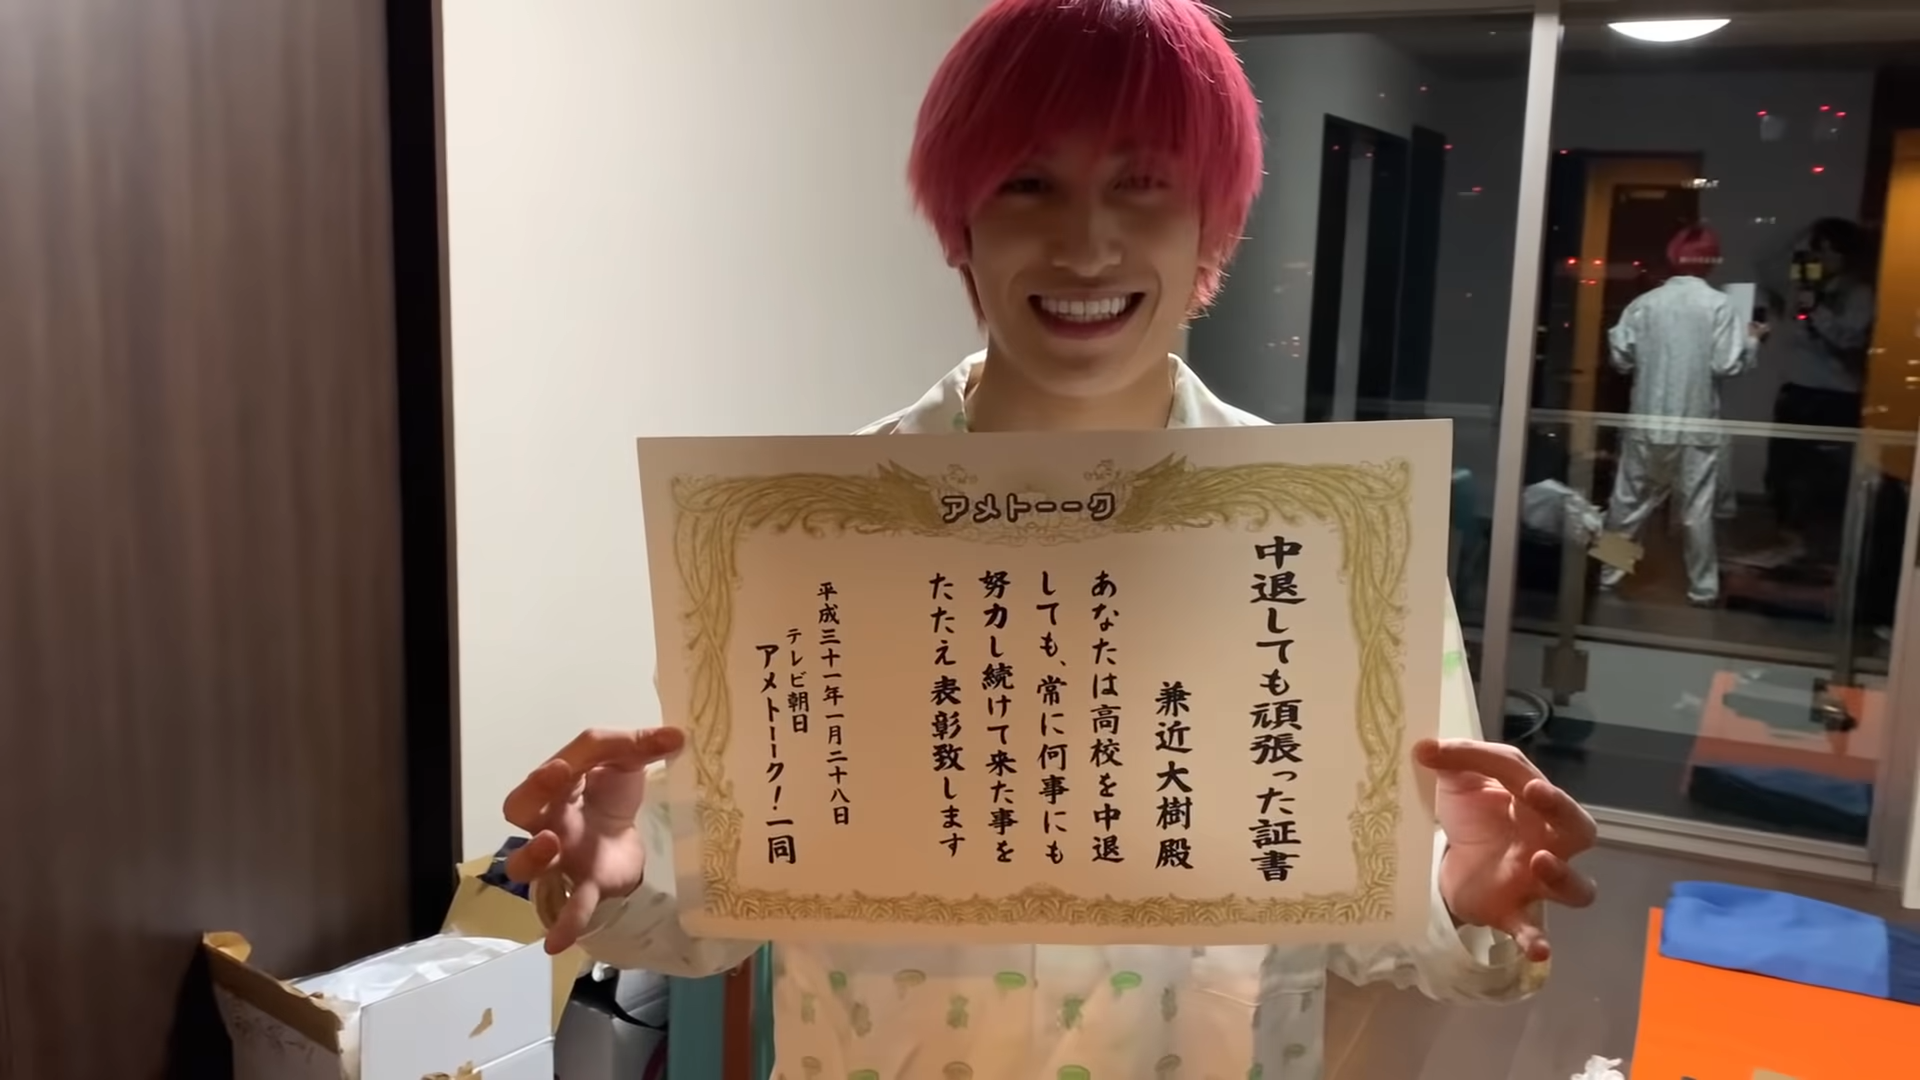 アメトーーク
中退しても頑張った証書
兼近大樹殿
あなたは高校を中退
しても、常に何事にも
努力し続けて来た事を
たたえ表彰致します
平成三十一年一月二十八日
テレビ朝日
アメトーーク！一同